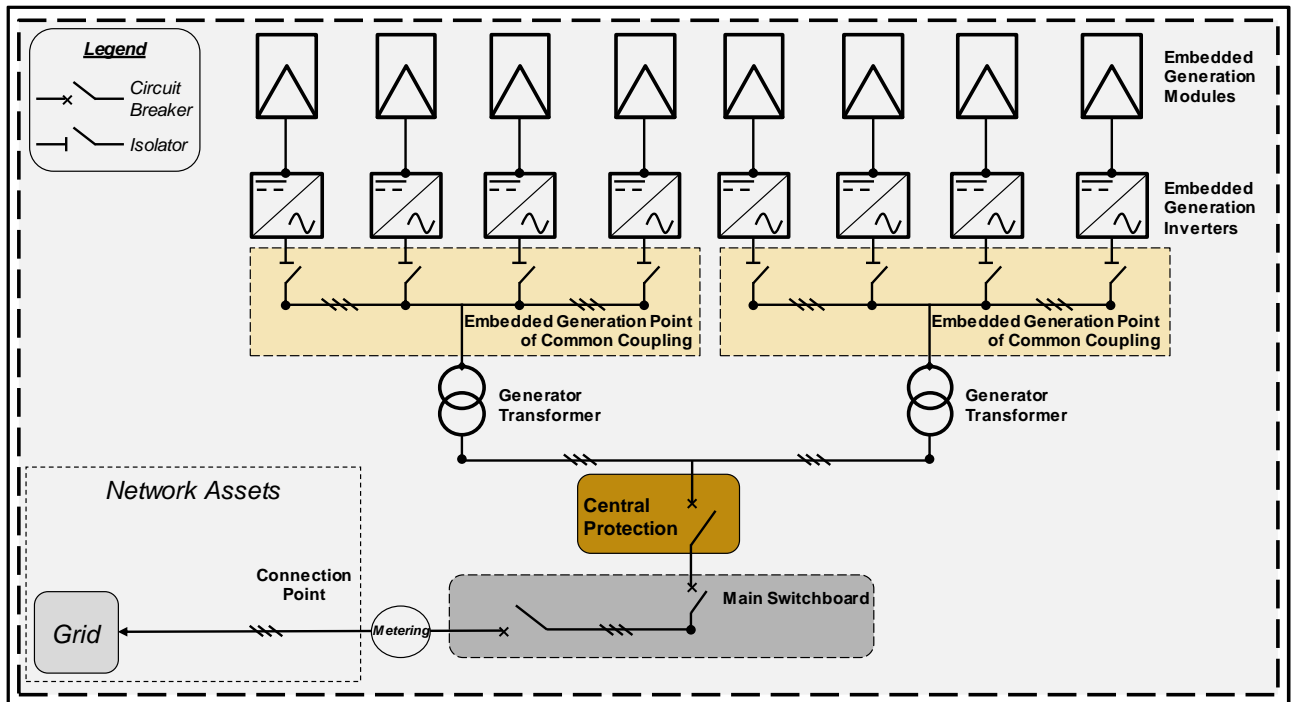 Legend
Circuit
Breaker
Isolator
Embedded
Generation
Modules
Embedded
Generation
Inverters
Embedded Generation Point
of Common Coupling
Embedded Generation Point
of Common Coupling
Generator
Transformer
Generator
Transformer
Central
Protection
Network Assets
Connection
Point
Main Switchboard
Grid
Metering